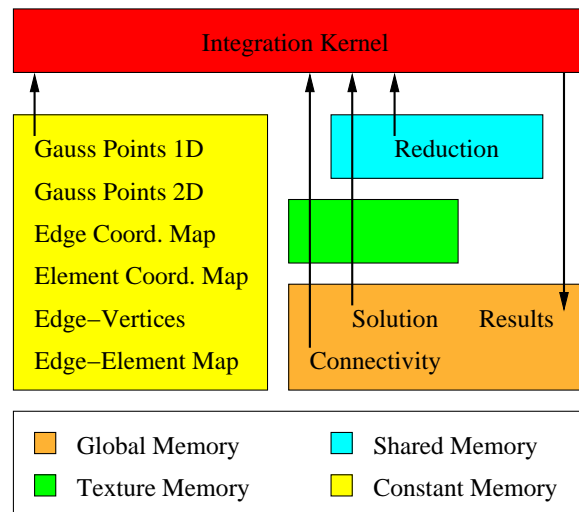 Integration Kernel
Gauss Points 1D
Gauss Points 2D
Edge Coord. Map
Element Coord. Map
Edge−Vertices
Edge−Element Map
Reduction
Solution
Results
Connectivity
Global Memory
Shared Memory
Texture Memory
Constant Memory